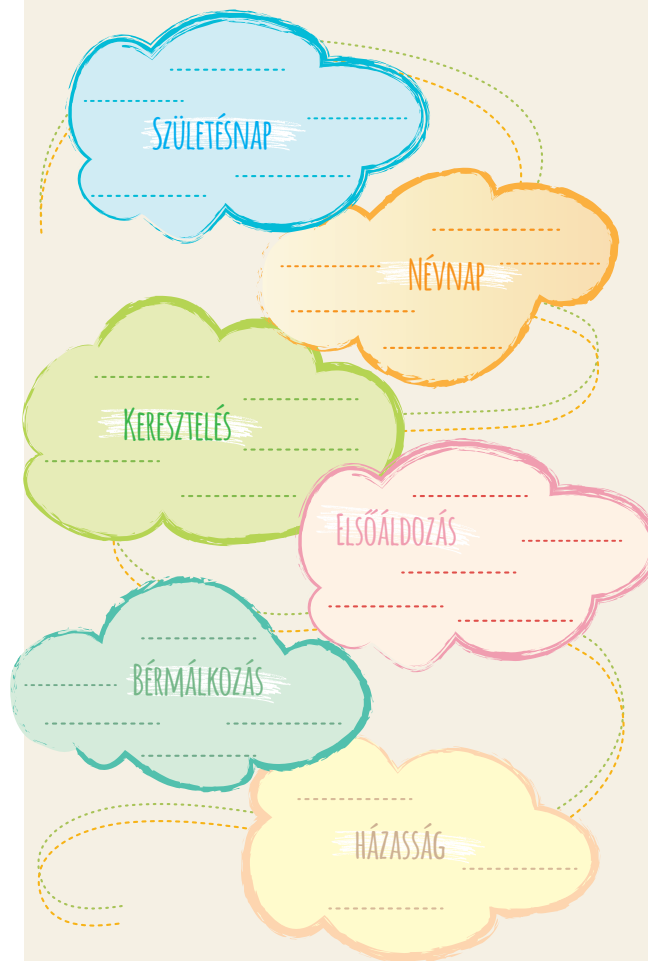 Születésnap
Névnap
Keresztelés
Elsőáldozás
Bérmálkozás
házasság